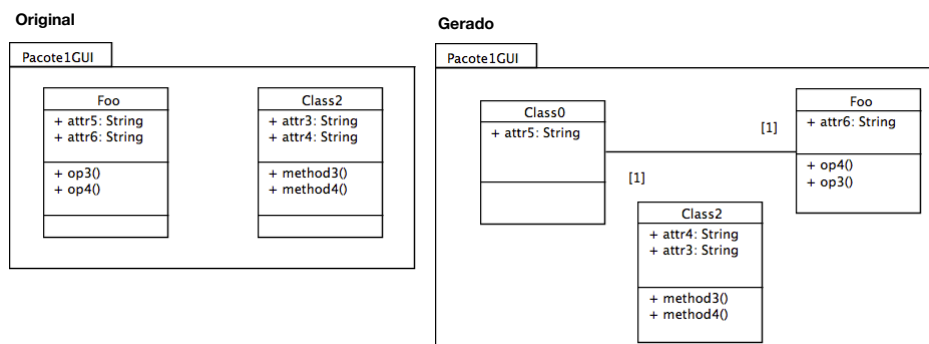 Original
Pacote1GUI
Foo
+ attr5: String
+ attr6: String
+ op3()
+ op4()
Class2
+ attr3: String
+ attr4: String
+ method3()
+ method4()
Gerado
Pacote1GUI
Class0
+ attr5: String
[1]
[1]
Foo
+ attr6: String
+ op4()
+ op3()
Class2
+ attr4: String
+ attr3: String
+ method3()
+ method4()